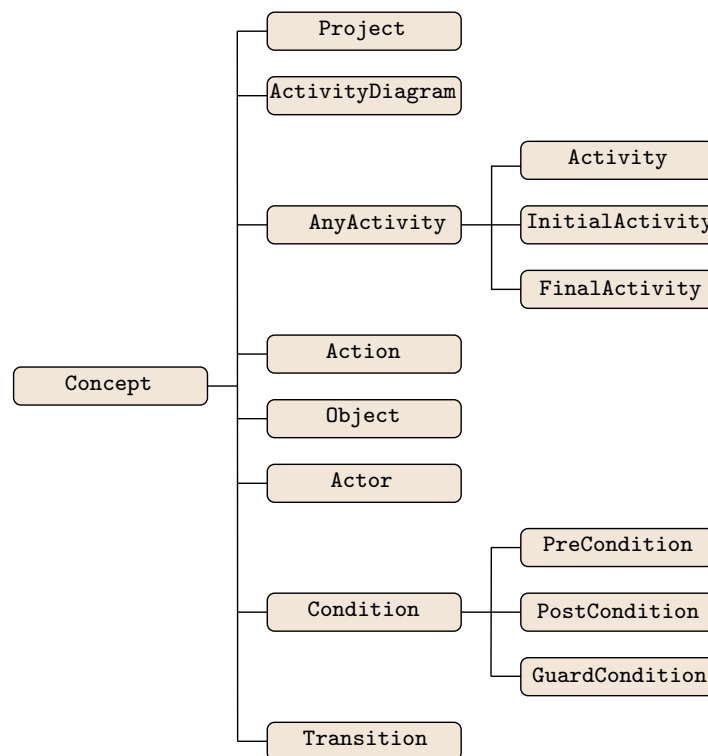 Project
ActivityDiagram
Activity
AnyActivity
InitialActivity
FinalActivity
Action
Concept
Object
Actor
PreCondition
Condition
PostCondition
GuardCondition
Transition